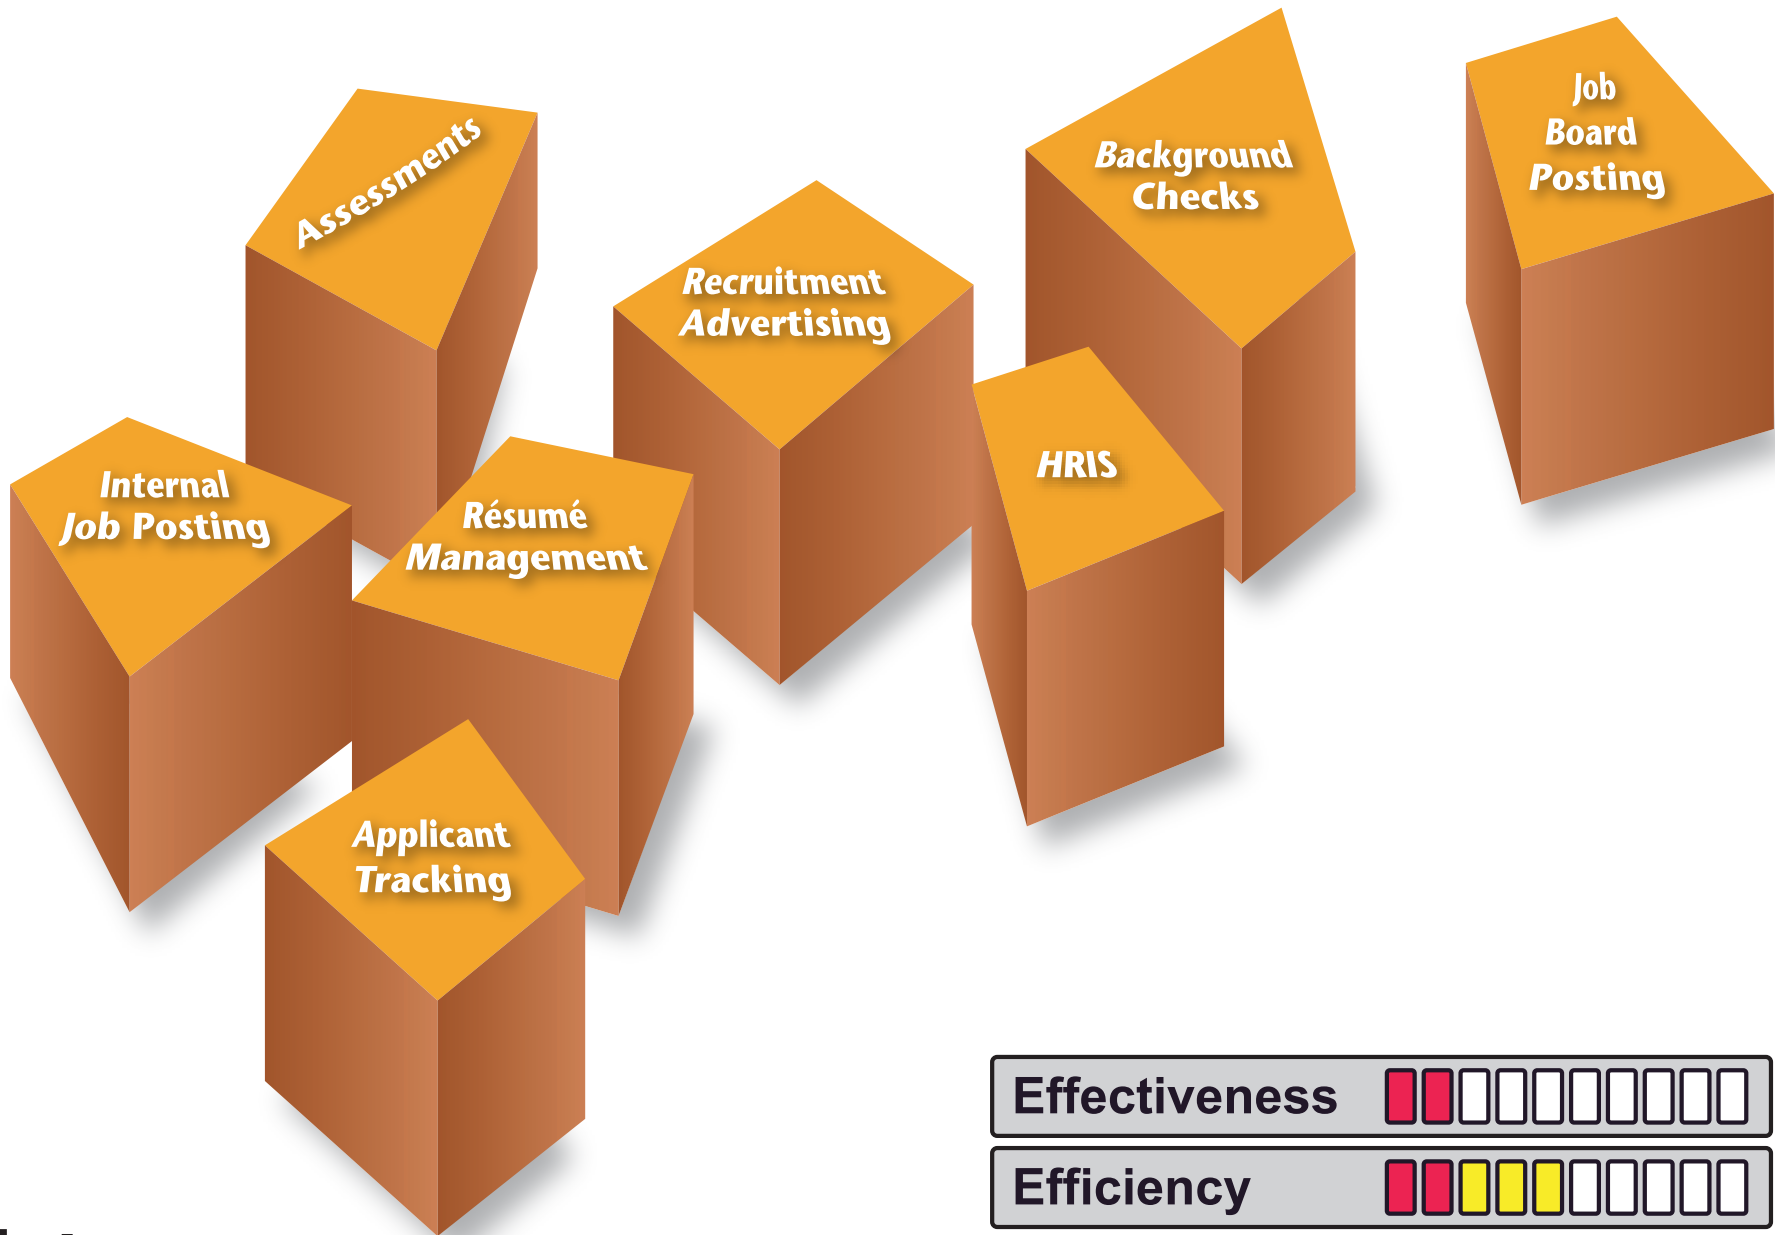 Job
Board
Posting
Background
Checks
Assessments
Recruitment
Advertising
HRIS
Internal
Job Posting
Résumé
Management
Applicant
Tracking
Effectiveness
Efficiency